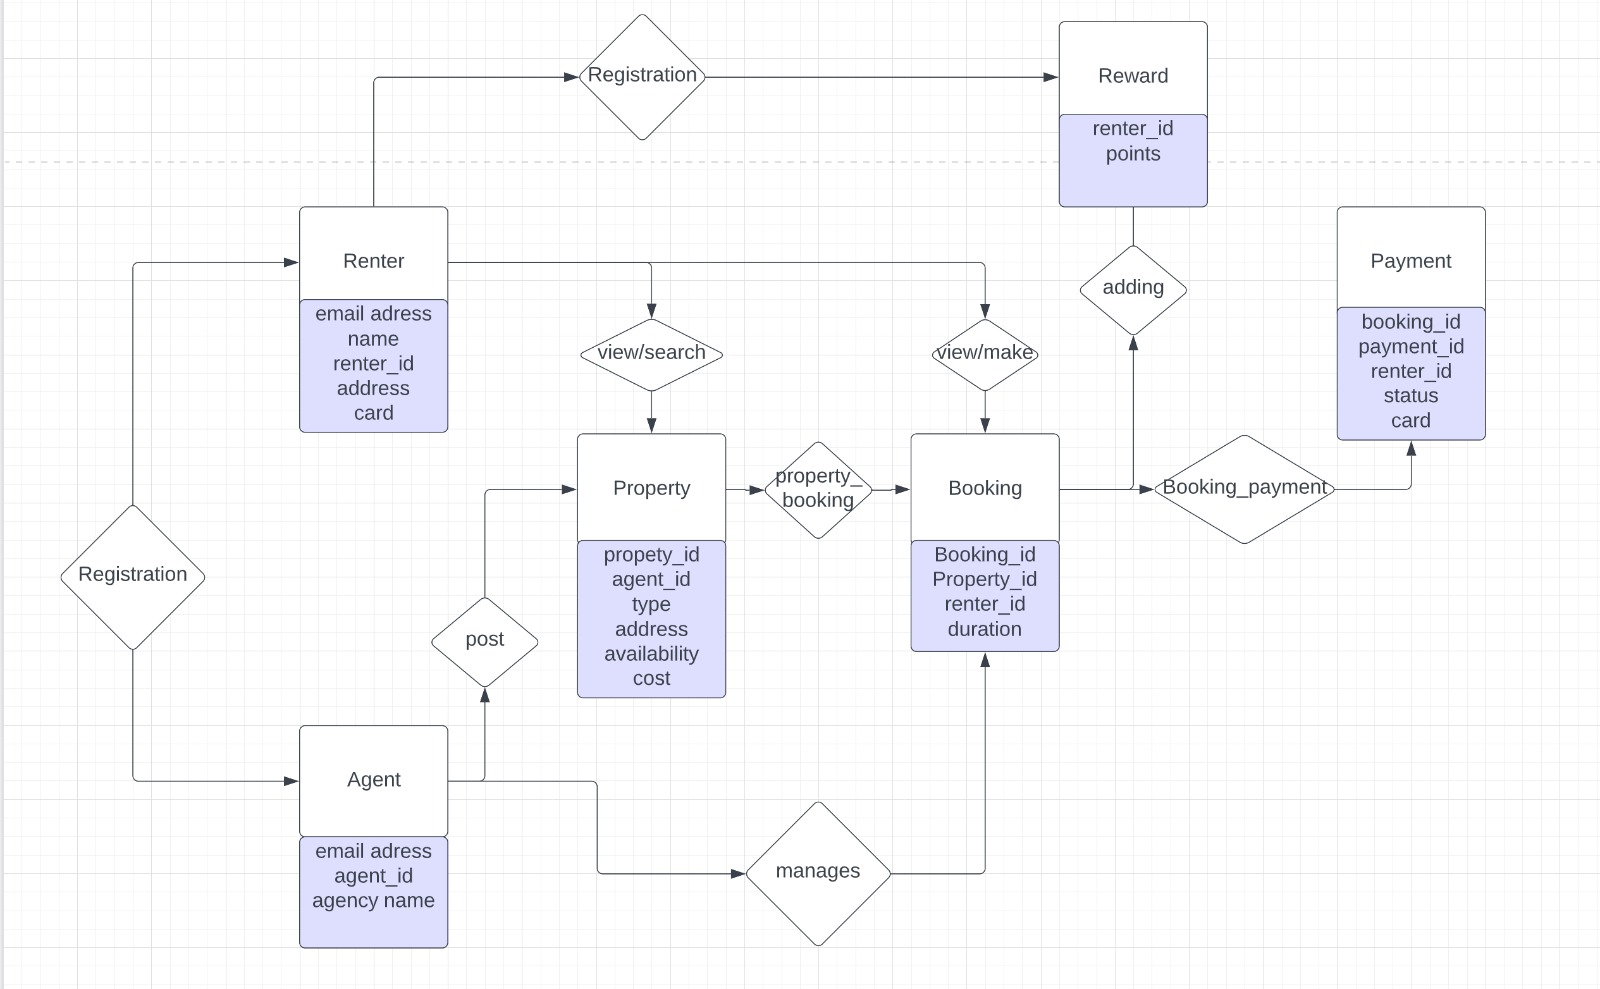 Registration
Reward
renter_id
points
Renter
email adress
name
renter_id
address
card
view/search
view/make
adding
Payment
booking_id
payment_id
renter_id
status
card
Property
propety_id
agent_id
type
address
availability
cost
property_
booking
Booking
Booking_id
Property_id
renter_id
duration
Booking_payment
Registration
post
Agent
email adress
agent_id
agency name
manages